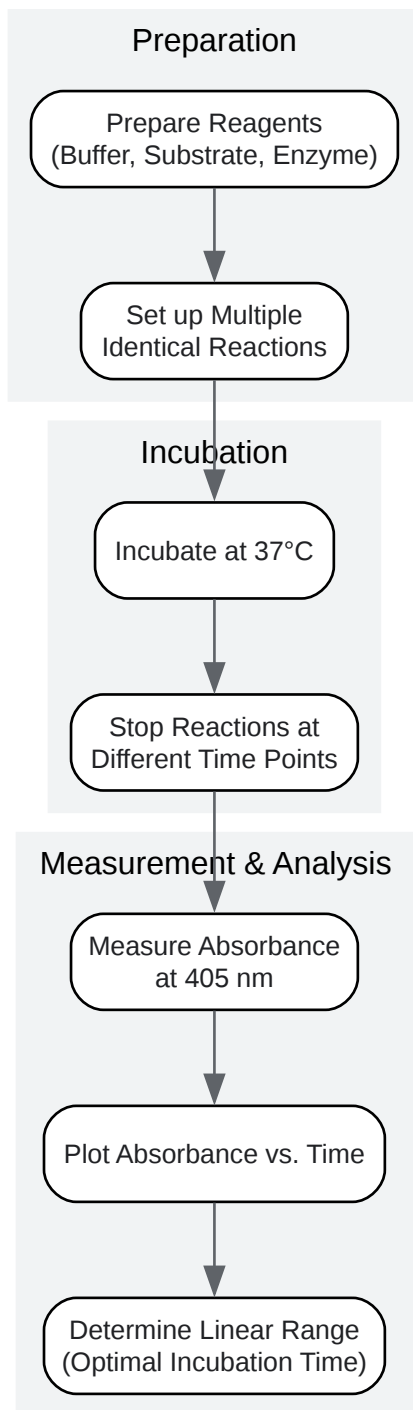 Preparation
Prepare Reagents
(Buffer, Substrate, Enzyme)
Set up Multiple
Identical Reactions
Incubation
Incubate at 37°C
Stop Reactions at
Different Time Points
Measurement & Analysis
Measure Absorbance
at 405 nm
Plot Absorbance vs. Time
Determine Linear Range
(Optimal Incubation Time)